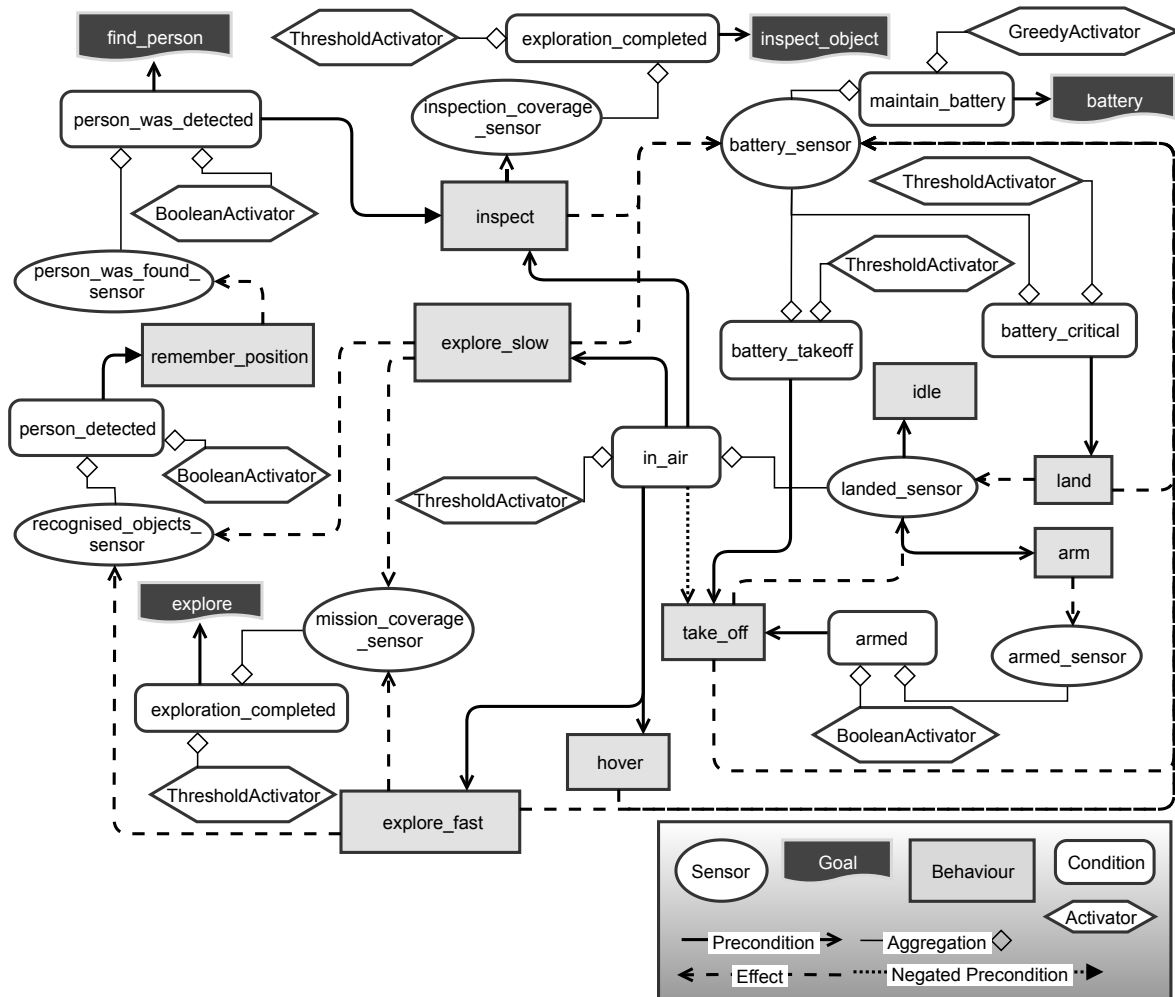 find_person
ThresholdActivator
exploration_completed
inspect_object
GreedyActivator
person_was_detected
inspection_coverage
_sensor
maintain_battery
battery
battery_sensor
BooleanActivator
ThresholdActivator
inspect
person_was_found_
sensor
ThresholdActivator
remember_position
explore_slow
battery_takeoff
battery_critical
idle
person_detected
BooleanActivator
in_air
ThresholdActivator
landed_sensor
land
recognised_objects_
sensor
arm
explore
mission_coverage
_sensor
take_off
armed
armed_sensor
exploration_completed
BooleanActivator
hover
ThresholdActivator
explore_fast
Sensor
Goal
Behaviour
Condition
Activator
Precondition
Aggregation
Effect
Negated Precondition